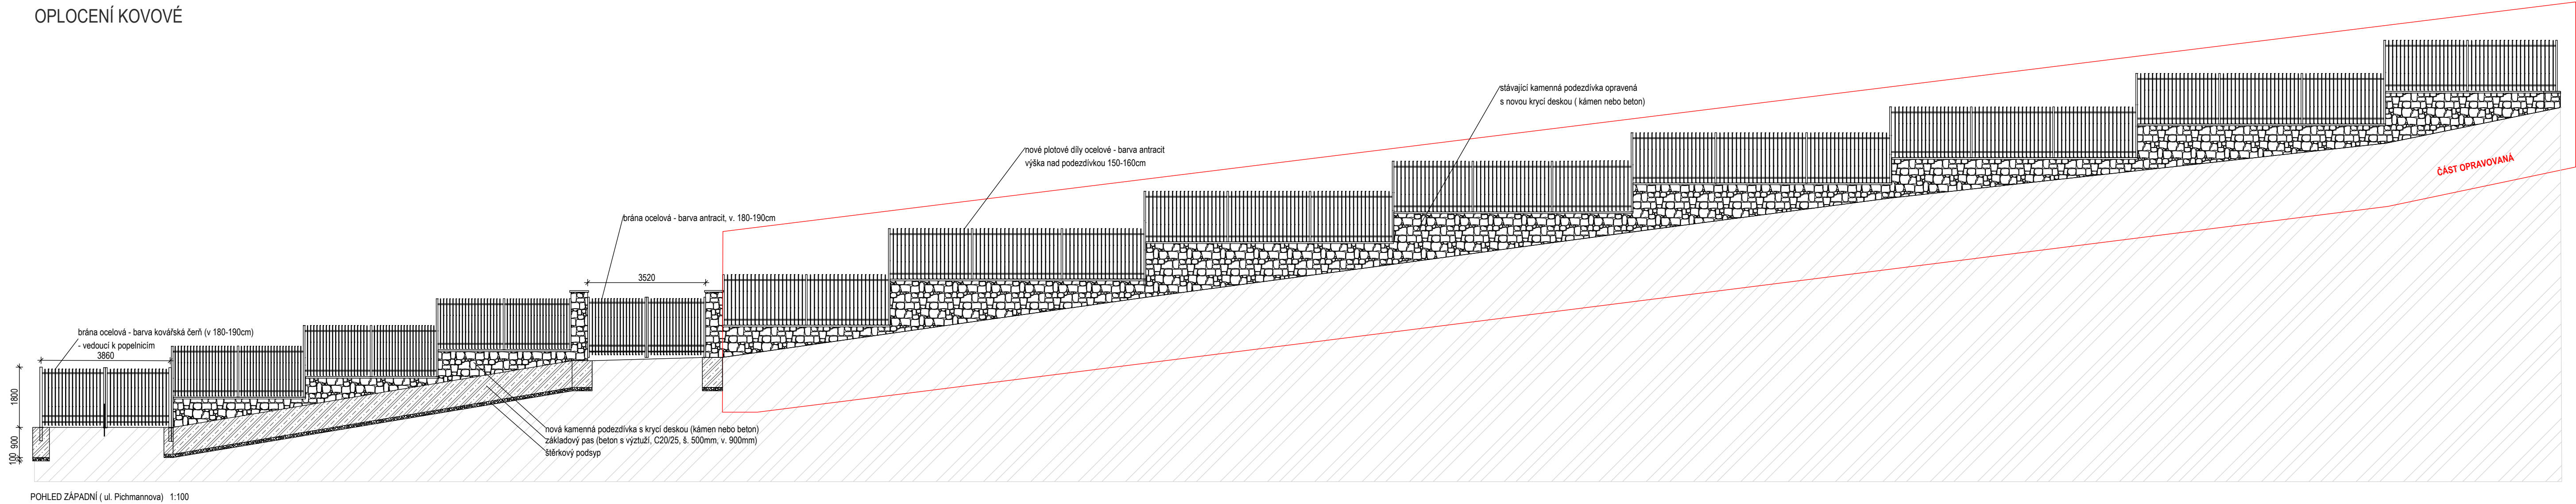 OPLOCENÍ KOVOVÉ
stávající kamenná podezdívka opravená
s novou krycí deskou ( kámen nebo beton)
nové plotové díly ocelové - barva antracit
výška nad podezdívkou 150-160cm
ČÁST OPRAVOVANÁ
brána ocelová - barva antracit, v. 180-190cm
3520
brána ocelová - barva kovářská čerň (v 180-190cm)
- vedoucí k popelnicím
3860
1800
900
100
nová kamenná podezdívka s krycí deskou (kámen nebo beton)
základový pas (beton s výztuží, C20/25, š. 500mm, v. 900mm)
štěrkový podsyp
POHLED ZÁPADNÍ ( ul. Pichmannova) 1:100